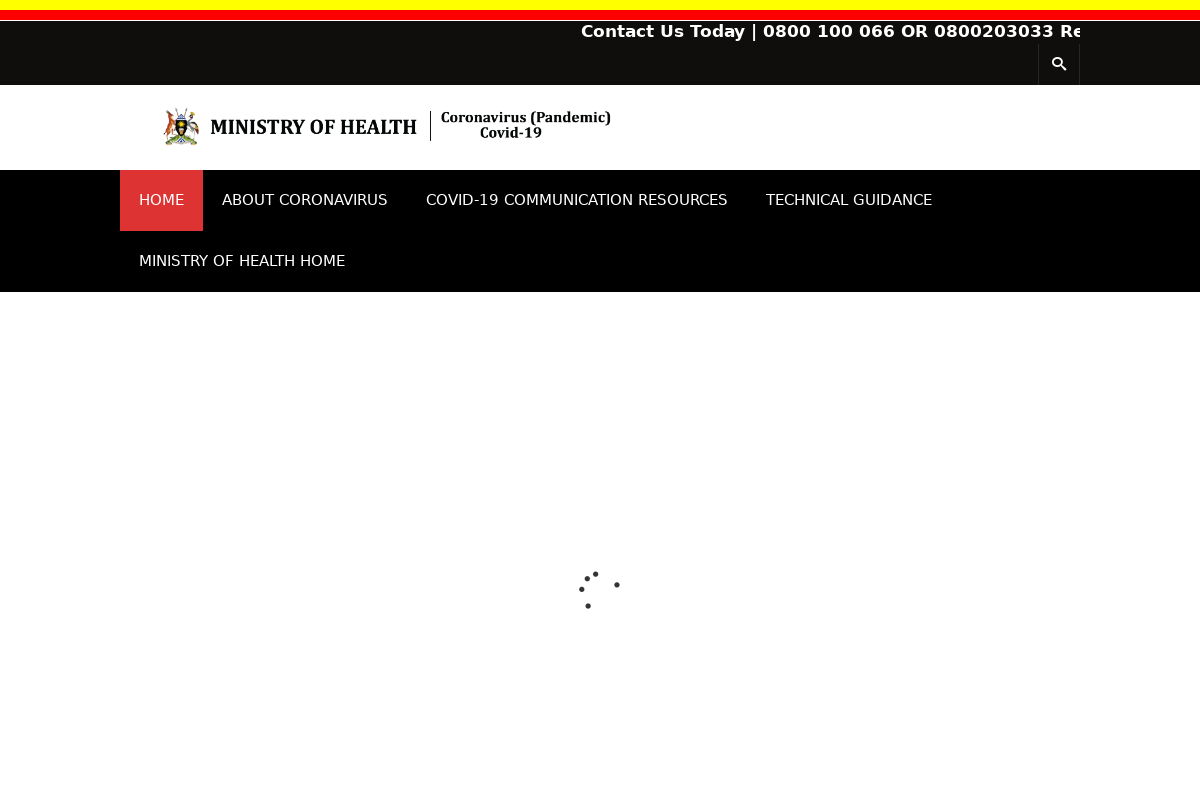 Contact Us Today | 0800 100 066 OR 0800203033 Re
MINISTRY OF HEALTH
Coronavirus (Pandemic)
Covid-19
HOME
ABOUT CORONAVIRUS
COVID-19 COMMUNICATION RESOURCES
TECHNICAL GUIDANCE
MINISTRY OF HEALTH HOME